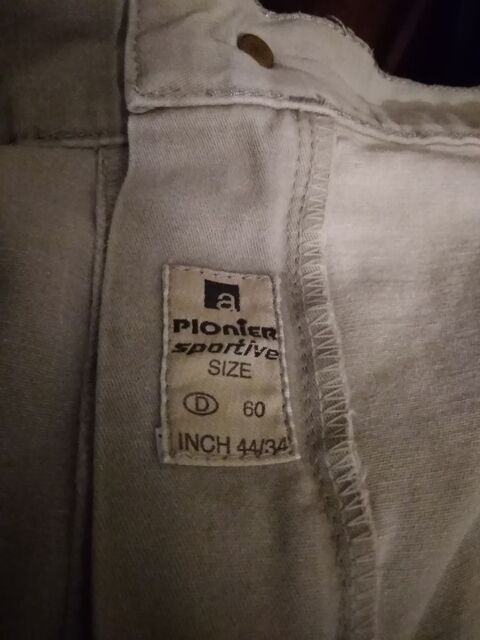 a
PIONIER
sportive
SIZE
D 60
INCH 44/34